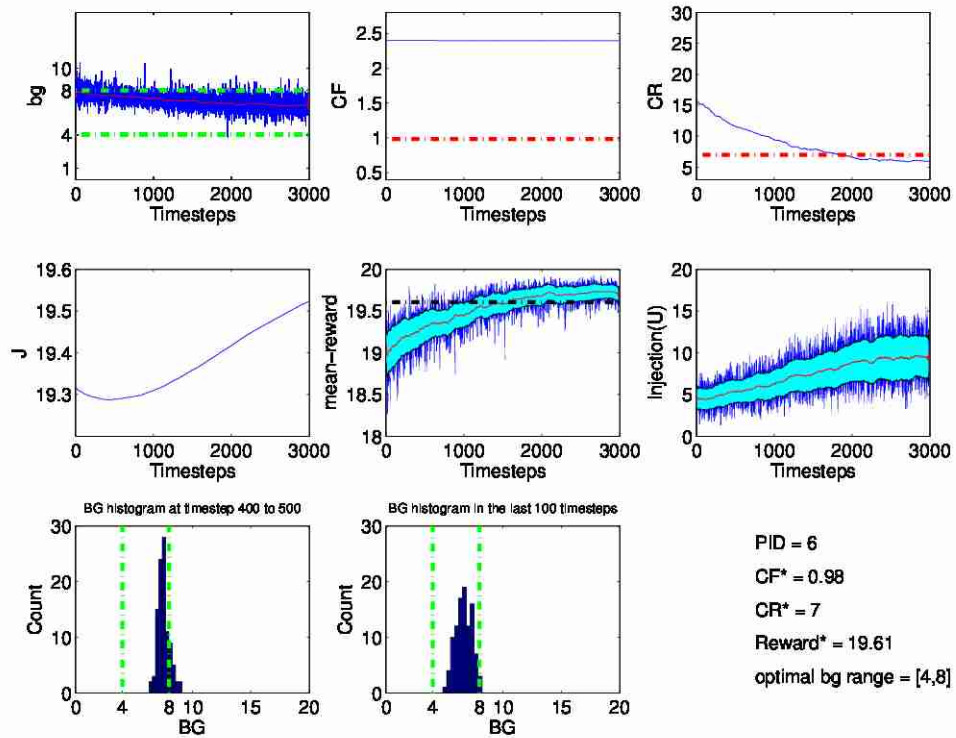 10
8
4
1
bg
0 1000 2000 3000
Timesteps
2.5
2
1.5
1
0.5
CF
0 1000 2000 3000
Timesteps
30
25
20
15
10
5
CR
0 1000 2000 3000
Timesteps
19.6
19.5
19.4
19.3
J
0 1000 2000 3000
Timesteps
20
19.5
19
18.5
18
mean-reward
0 1000 2000 3000
Timesteps
20
15
10
5
0
Injection(U)
0 1000 2000 3000
Timesteps
BG histogram at timestep 400 to 500
30
20
10
0
Count
0 4 8 10 15 20
BG
BG histogram in the last 100 timesteps
30
20
10
0
Count
0 4 8 10 15 20
BG
PID = 6
CF* = 0.98
CR* = 7
Reward* = 19.61
optimal bg range = [4,8]